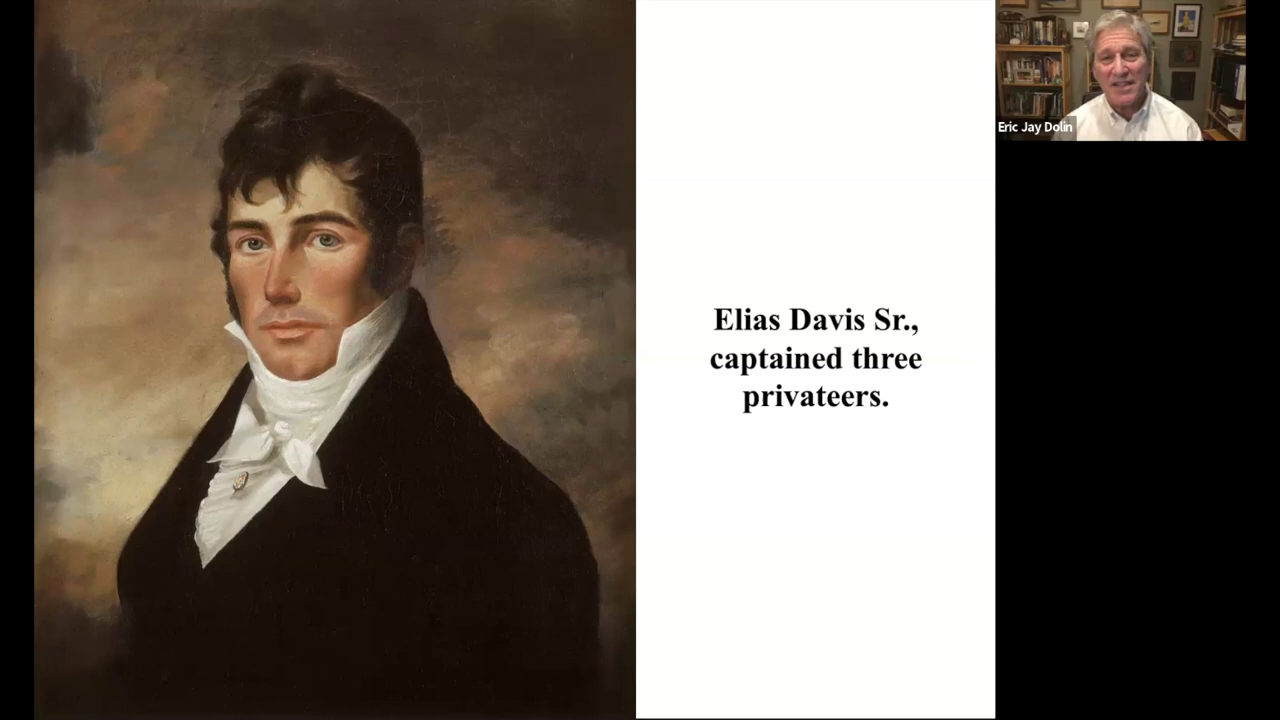 Elias Davis Sr.,
captained three
privateers.
Eric Jay Dolin